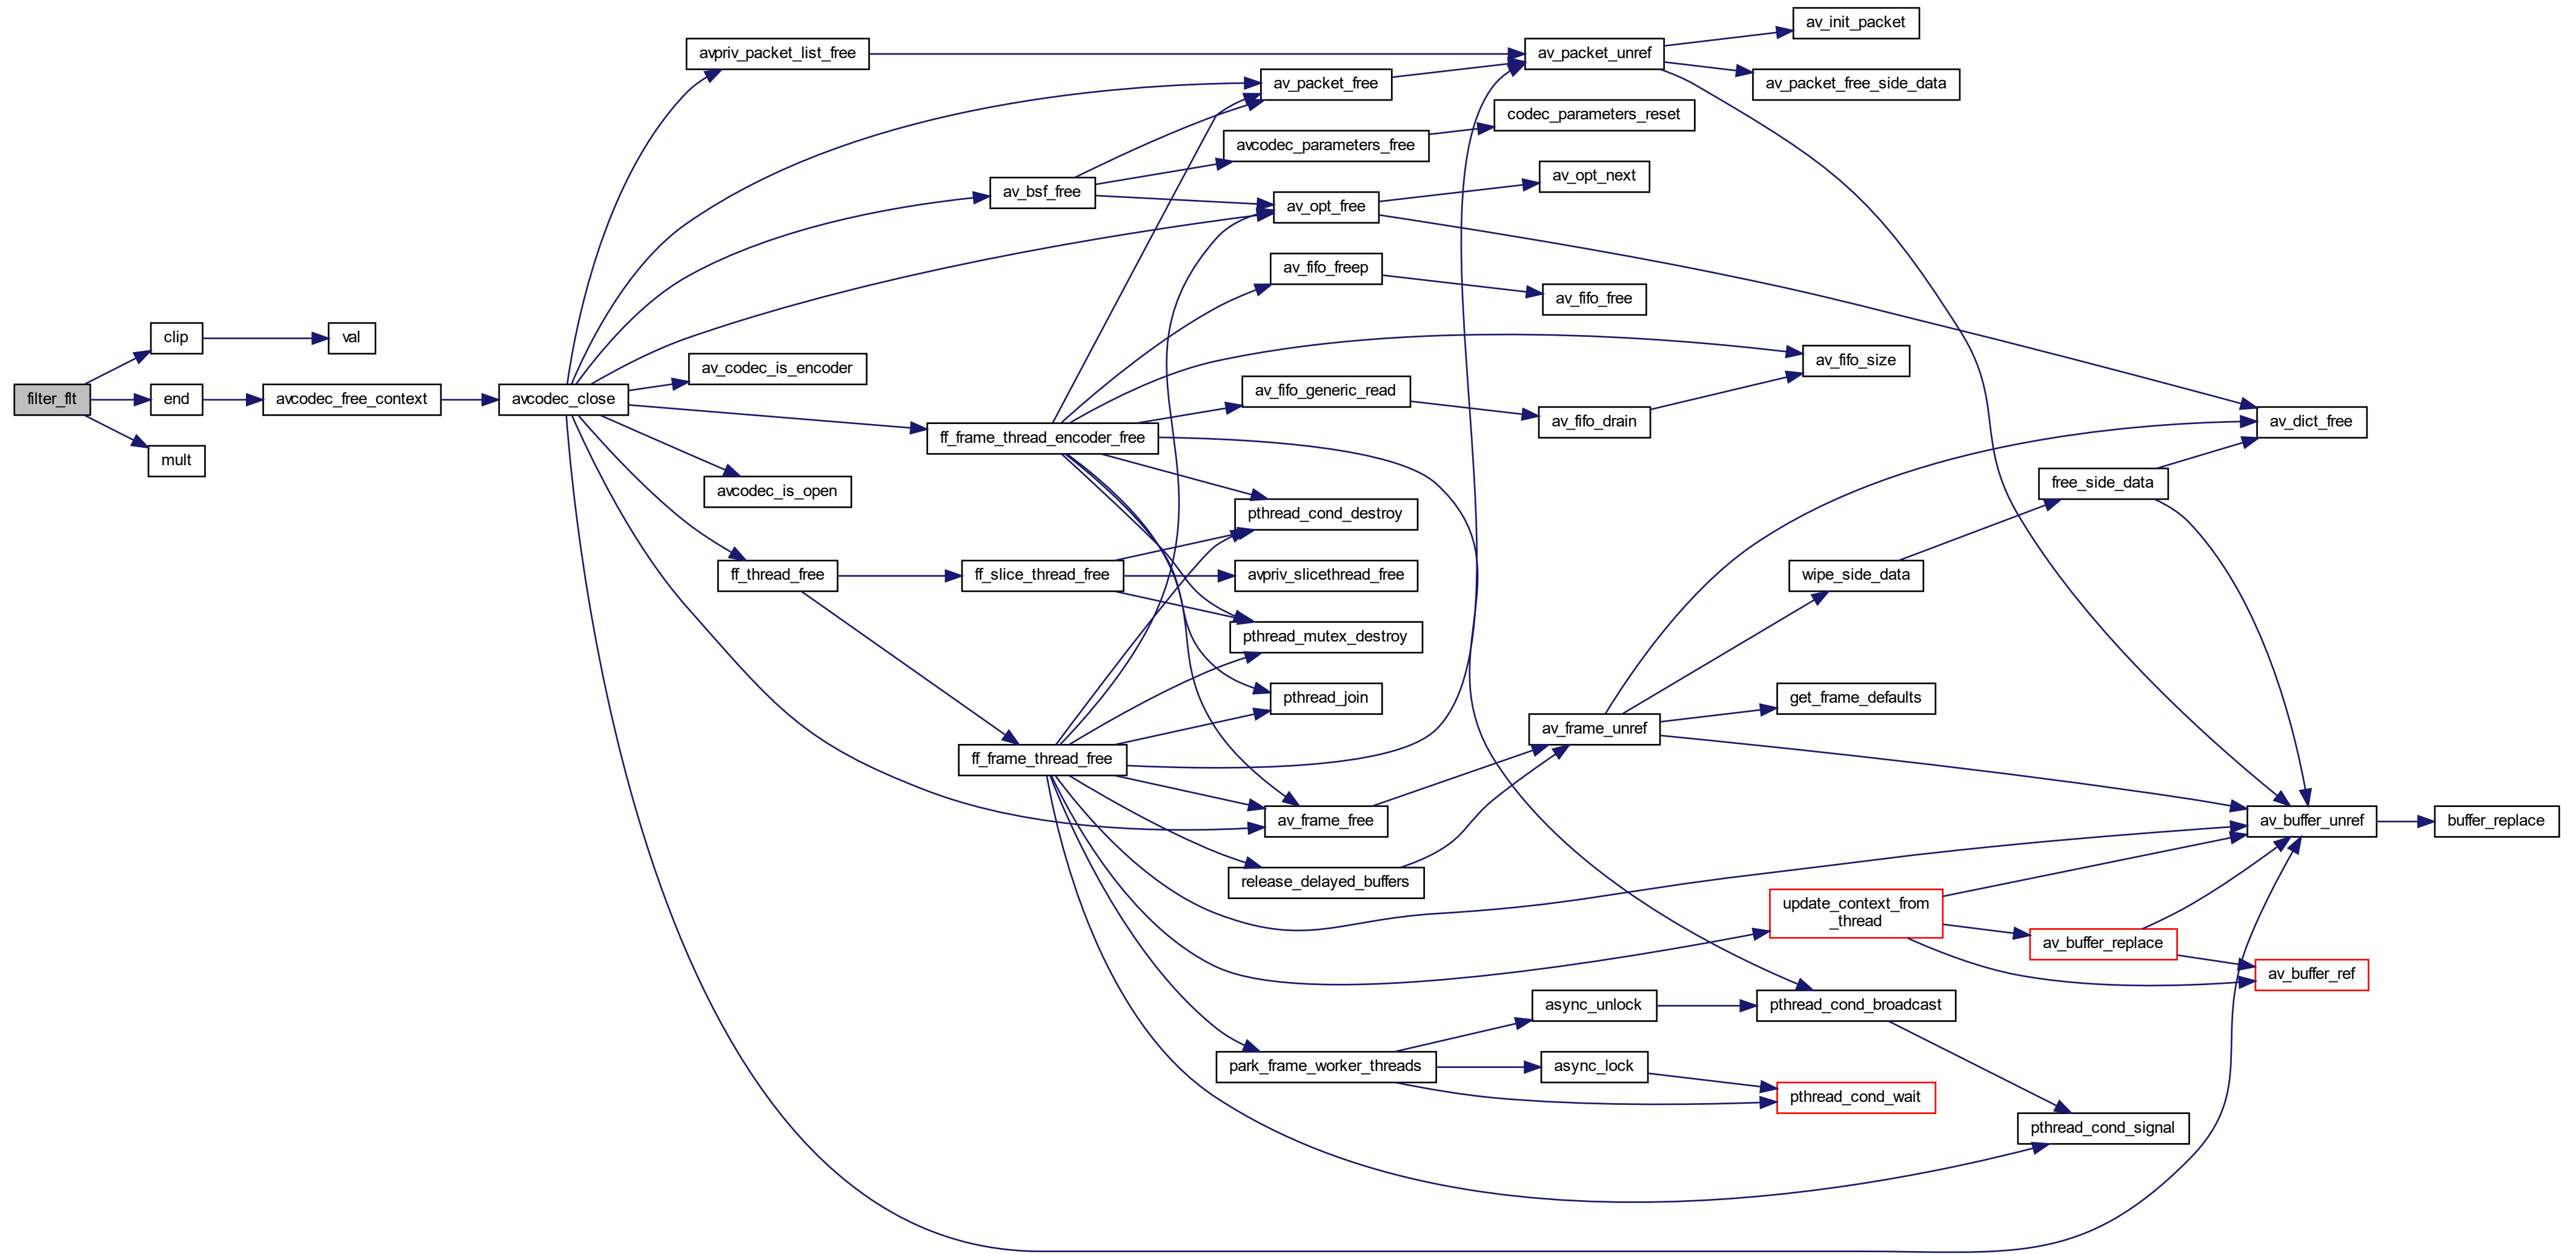 filter_flt
clip
end
mult
val
avcodec_free_context
avcodec_close
avpriv_packet_list_free
av_codec_is_encoder
avcodec_is_open
ff_thread_free
av_bsf_free
ff_frame_thread_encoder_free
ff_slice_thread_free
ff_frame_thread_free
av_packet_free
avcodec_parameters_free
av_opt_free
av_fifo_freep
av_fifo_generic_read
pthread_cond_destroy
avpriv_slicethread_free
pthread_mutex_destroy
pthread_join
av_frame_free
release_delayed_buffers
park_frame_worker_threads
av_packet_unref
codec_parameters_reset
av_opt_next
av_fifo_free
av_fifo_drain
av_frame_unref
async_unlock
async_lock
av_init_packet
av_packet_free_side_data
av_fifo_size
wipe_side_data
get_frame_defaults
update_context_from
_thread
pthread_cond_broadcast
pthread_cond_wait
free_side_data
av_buffer_replace
pthread_cond_signal
av_dict_free
av_buffer_unref
av_buffer_ref
buffer_replace